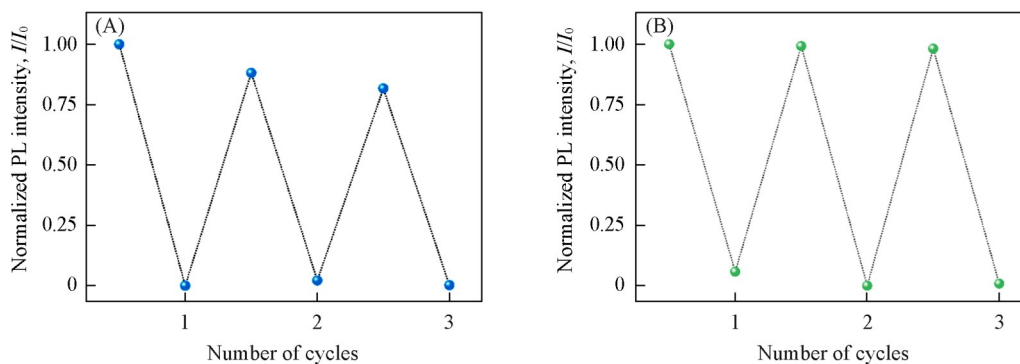 (A)
Normalized PL intensity, I/I₀
1.00
0.75
0.50
0.25
0
1 2 3
Number of cycles
(B)
Normalized PL intensity, I/I₀
1.00
0.75
0.50
0.25
0
1 2 3
Number of cycles